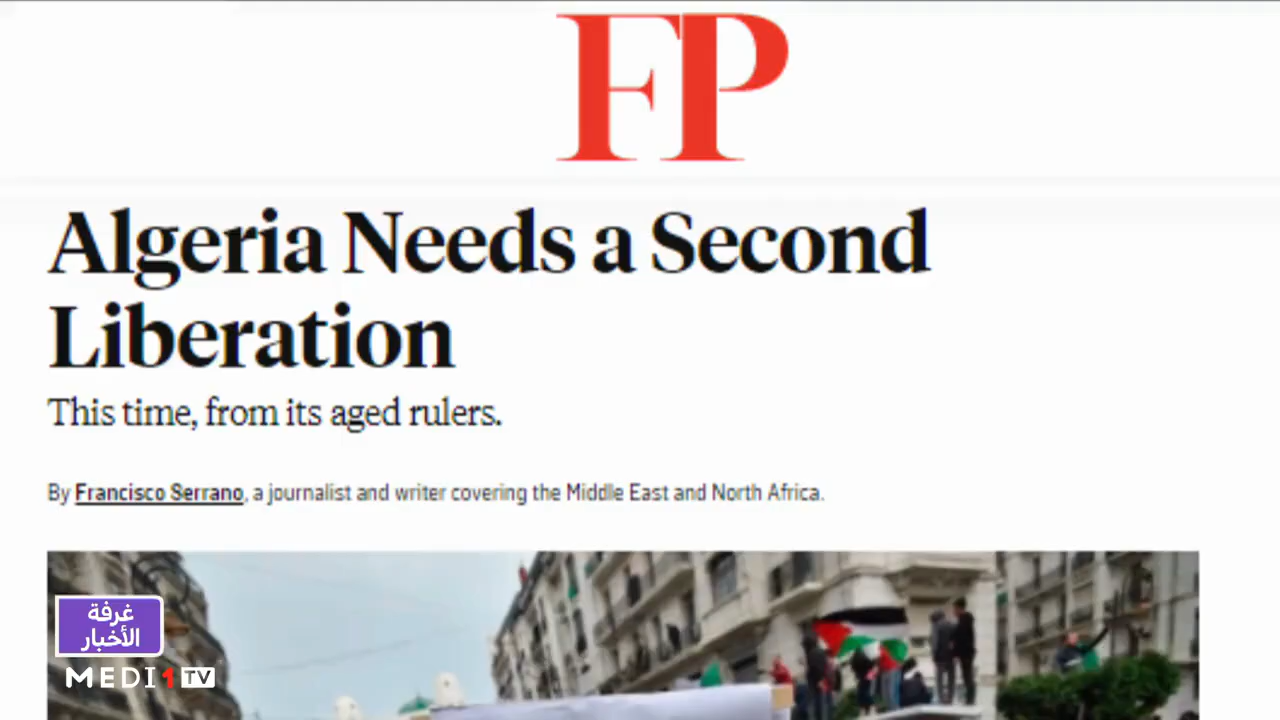 FP
Algeria Needs a Second
Liberation
This time, from its aged rulers.
By Francisco Serrano, a journalist and writer covering the Middle East and North Africa.
غرفة
الأخبار
MEDI1TV